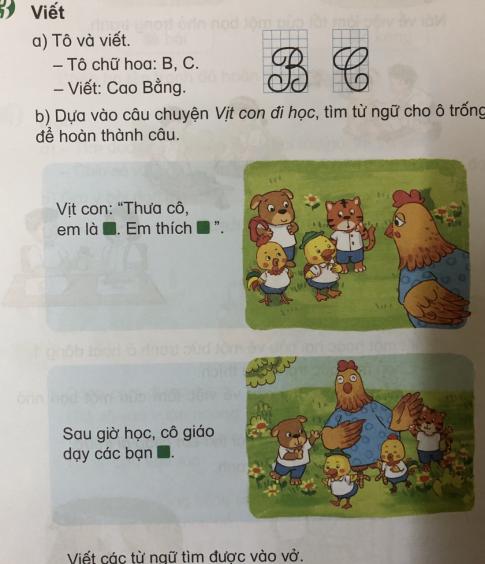 3
Viết
a) Tô và viết.
– Tô chữ hoa: B, C.
– Viết: Cao Bằng.
B C
b) Dựa vào câu chuyện Vịt con đi học, tìm từ ngữ cho ô trống
để hoàn thành câu.
Vịt con: "Thưa cô,
em là ■. Em thích ■ ".
Sau giờ học, cô giáo
dạy các bạn ■.
Viết các từ ngữ tìm được vào vở.